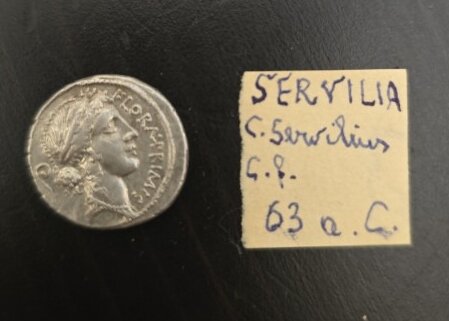 FLORAL·PRIMVS
SERVILIA
C. Servilius
C. f.
63 a. C.